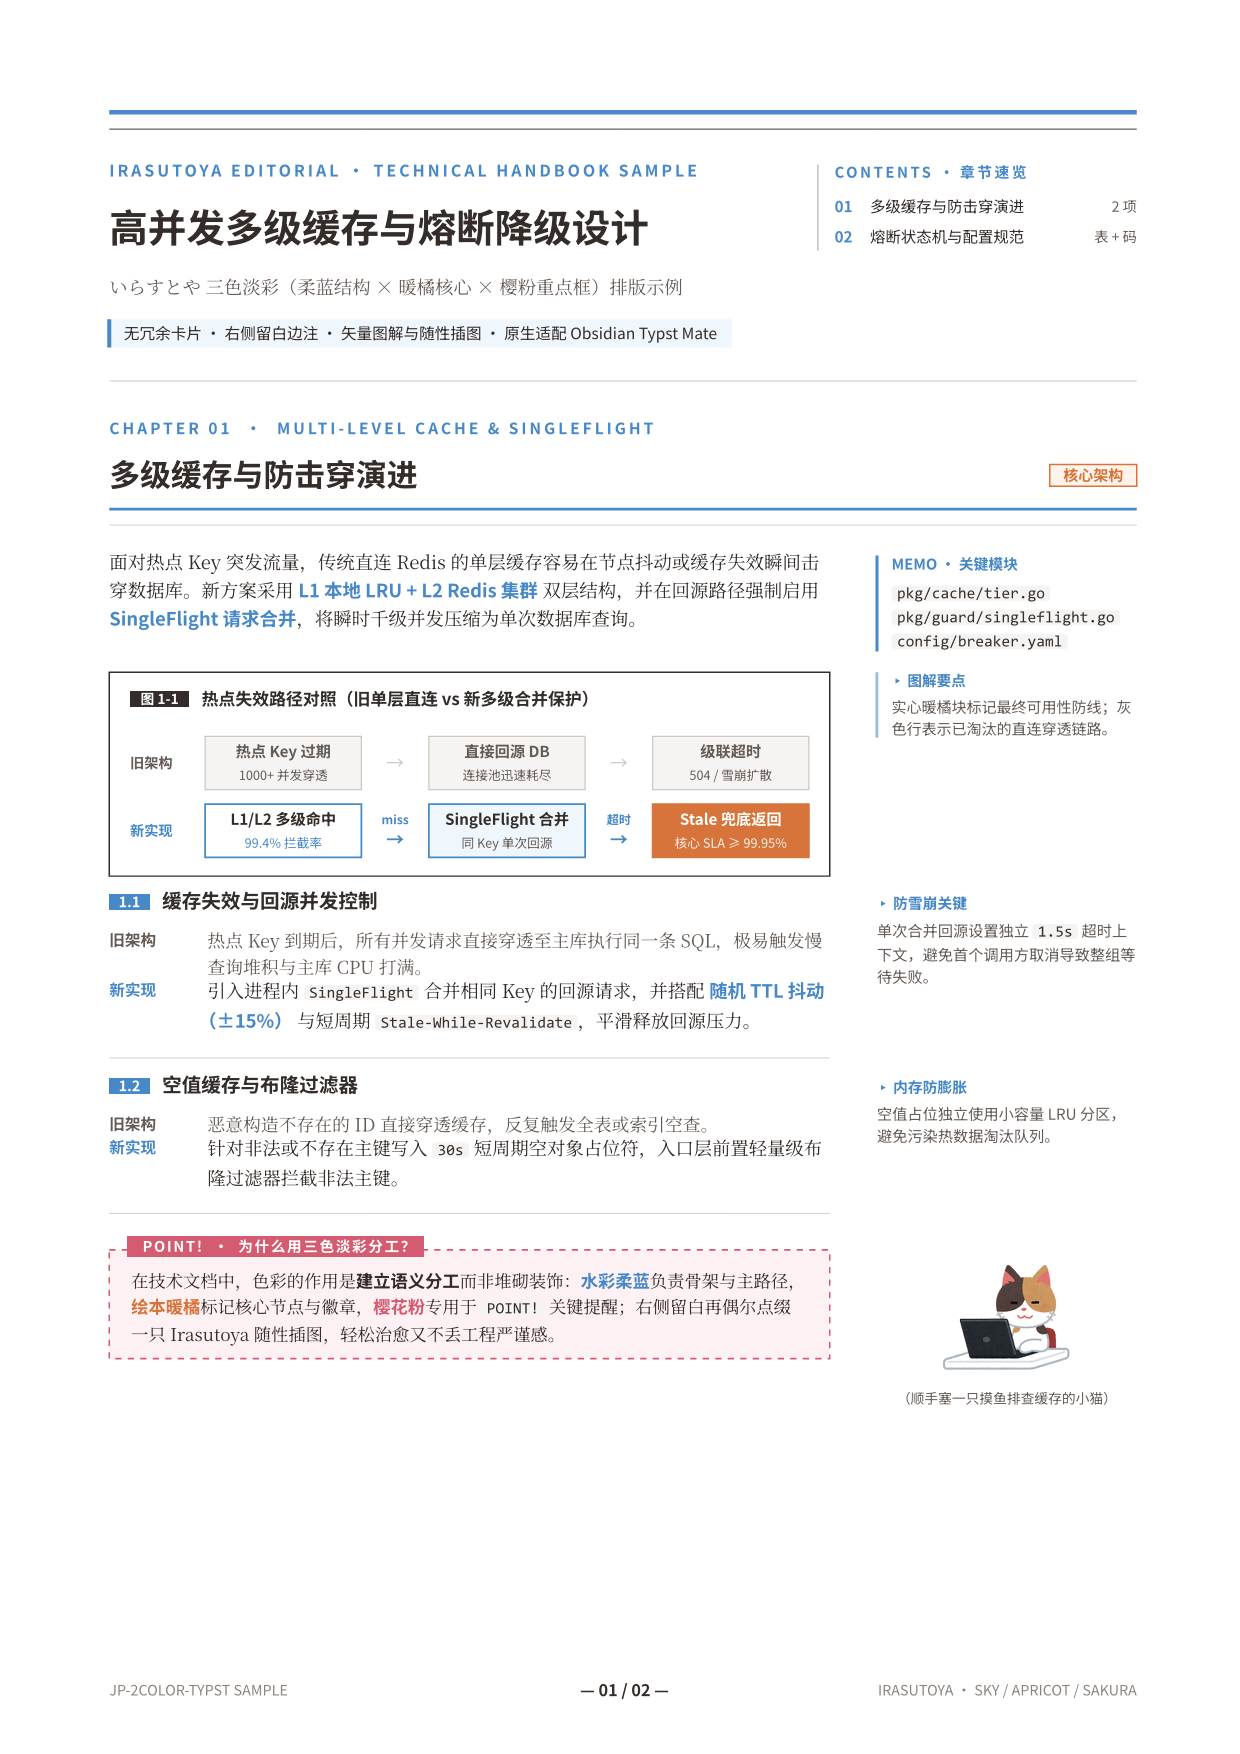 IRASUTOYA EDITORIAL ・ TECHNICAL HANDBOOK SAMPLE
高并发多级缓存与熔断降级设计
いらすとや 三色淡彩（柔蓝结构 × 暖橘核心 × 樱粉重点框）排版示例
无冗余卡片 ・ 右侧留白边注 ・ 矢量图解与随性插图 ・ 原生适配 Obsidian Typst Mate
CONTENTS ・ 章节速览
01 多级缓存与防击穿演进 2 项
02 熔断状态机与配置规范 表 + 码
CHAPTER 01 ・ MULTI-LEVEL CACHE & SINGLEFLIGHT
多级缓存与防击穿演进
核心架构
面对热点 Key 突发流量，传统直连 Redis 的单层缓存容易在节点抖动或缓存失效瞬间击
穿数据库。新方案采用 L1 本地 LRU + L2 Redis 集群 双层结构，并在回源路径强制启用
SingleFlight 请求合并，将瞬时千级并发压缩为单次数据库查询。
MEMO ・ 关键模块
pkg/cache/tier.go
pkg/guard/singleflight.go
config/breaker.yaml
‣ 图解要点
实心暖橘块标记最终可用性防线；灰
色行表示已淘汰的直连穿透链路。
图 1-1 热点失效路径对照（旧单层直连 vs 新多级合并保护）
旧架构
热点 Key 过期
1000+ 并发穿透
→
直接回源 DB
连接池迅速耗尽
→
级联超时
504 / 雪崩扩散
新实现
L1/L2 多级命中
99.4% 拦截率
miss
→
SingleFlight 合并
同 Key 单次回源
超时
→
Stale 兜底返回
核心 SLA ⩾ 99.95%
1.1 缓存失效与回源并发控制
旧架构 热点 Key 到期后，所有并发请求直接穿透至主库执行同一条 SQL，极易触发慢
查询堆积与主库 CPU 打满。
新实现 引入进程内 SingleFlight 合并相同 Key 的回源请求，并搭配 随机 TTL 抖动
（±15%） 与短周期 Stale-While-Revalidate，平滑释放回源压力。
‣ 防雪崩关键
单次合并回源设置独立 1.5s 超时上
下文，避免首个调用方取消导致整组等
待失败。
1.2 空值缓存与布隆过滤器
旧架构 恶意构造不存在的 ID 直接穿透缓存，反复触发全表或索引空查。
新实现 针对非法或不存在主键写入 30s 短周期空对象占位符，入口层前置轻量级布
隆过滤器拦截非法主键。
‣ 内存防膨胀
空值占位独立使用小容量 LRU 分区，
避免污染热数据淘汰队列。
POINT! ・ 为什么用三色淡彩分工？
在技术文档中，色彩的作用是建立语义分工而非堆砌装饰：水彩柔蓝负责骨架与主路径，
绘本暖橘标记核心节点与徽章，樱花粉专用于 POINT! 关键提醒；右侧留白再偶尔点缀
一只 Irasutoya 随性插图，轻松治愈又不丢工程严谨感。
（顺手塞一只摸鱼排查缓存的小猫）
JP-2COLOR-TYPST SAMPLE
— 01 / 02 —
IRASUTOYA ・ SKY / APRICOT / SAKURA